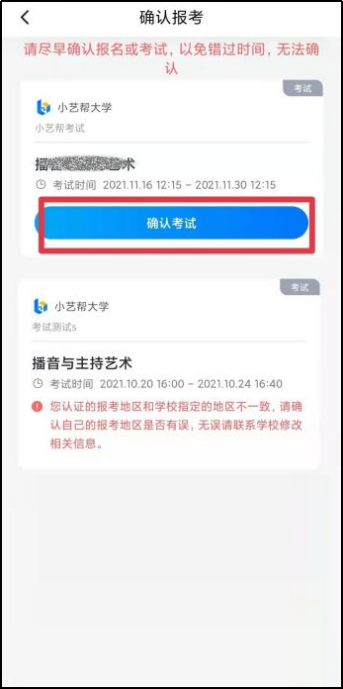 确认报考
请尽早确认报名或考试，以免错过时间，无法确
认
考试
小艺帮大学
小艺帮考试
播 艺术
考试时间 2021.11.16 12:15 - 2021.11.30 12:15
确认考试
考试
小艺帮大学
考试测试s
播音与主持艺术
考试时间 2021.10.20 16:00 - 2021.10.24 16:40
您认证的报考地区和学校指定的地区不一致，请确
认自己的报考地区是否有误，无误请联系学校修改
相关信息。